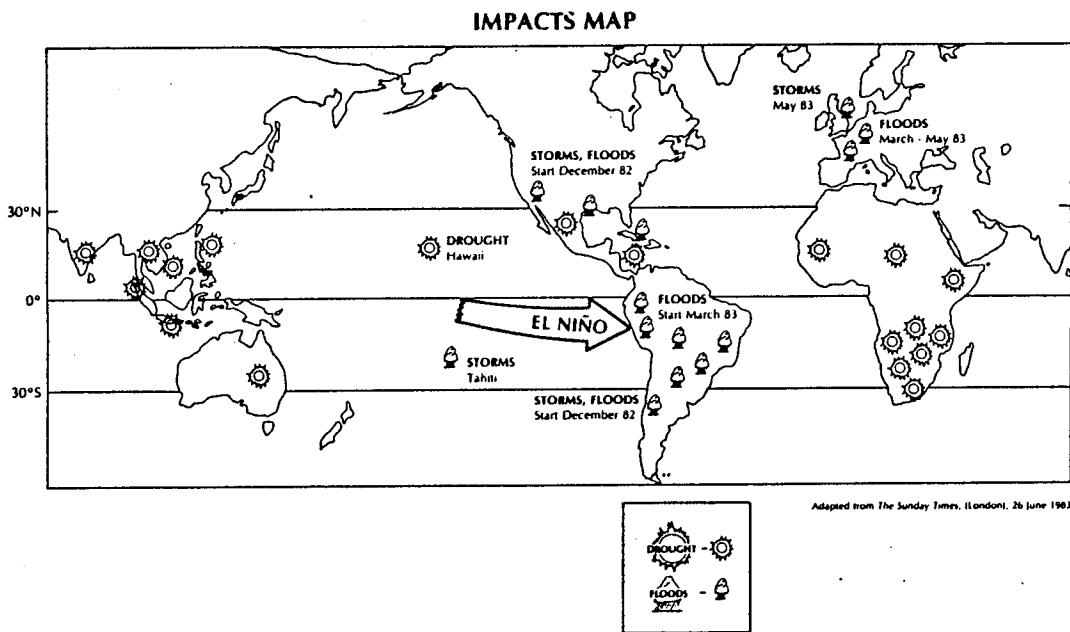 IMPACTS MAP
STORMS
May 83
FLOODS
March - May 83
STORMS, FLOODS
Start December 82
30°N
DROUGHT
Hawaii
0°
FLOODS
Start March 83
EL NIÑO
STORMS
Tahiti
30°S
STORMS, FLOODS
Start December 82
Adapted from The Sunday Times, (London), 26 June 1983
DROUGHT -
FLOODS -